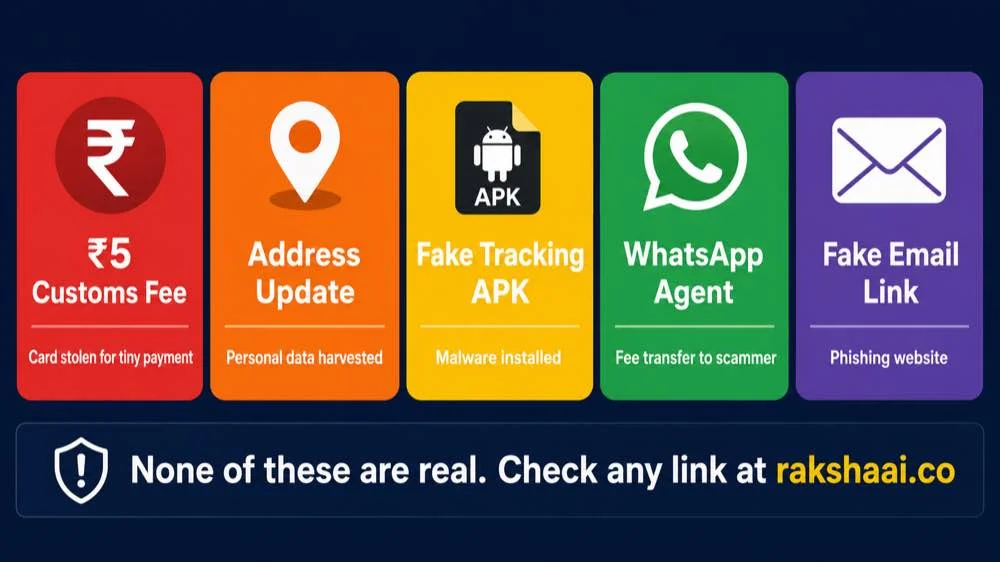 ₹
₹5
Customs Fee
Card stolen for tiny payment
Address
Update
Personal data harvested
APK
Fake Tracking
APK
Malware installed
WhatsApp
Agent
Fee transfer to scammer
Fake Email
Link
Phishing website
None of these are real. Check any link at rakshaai.co